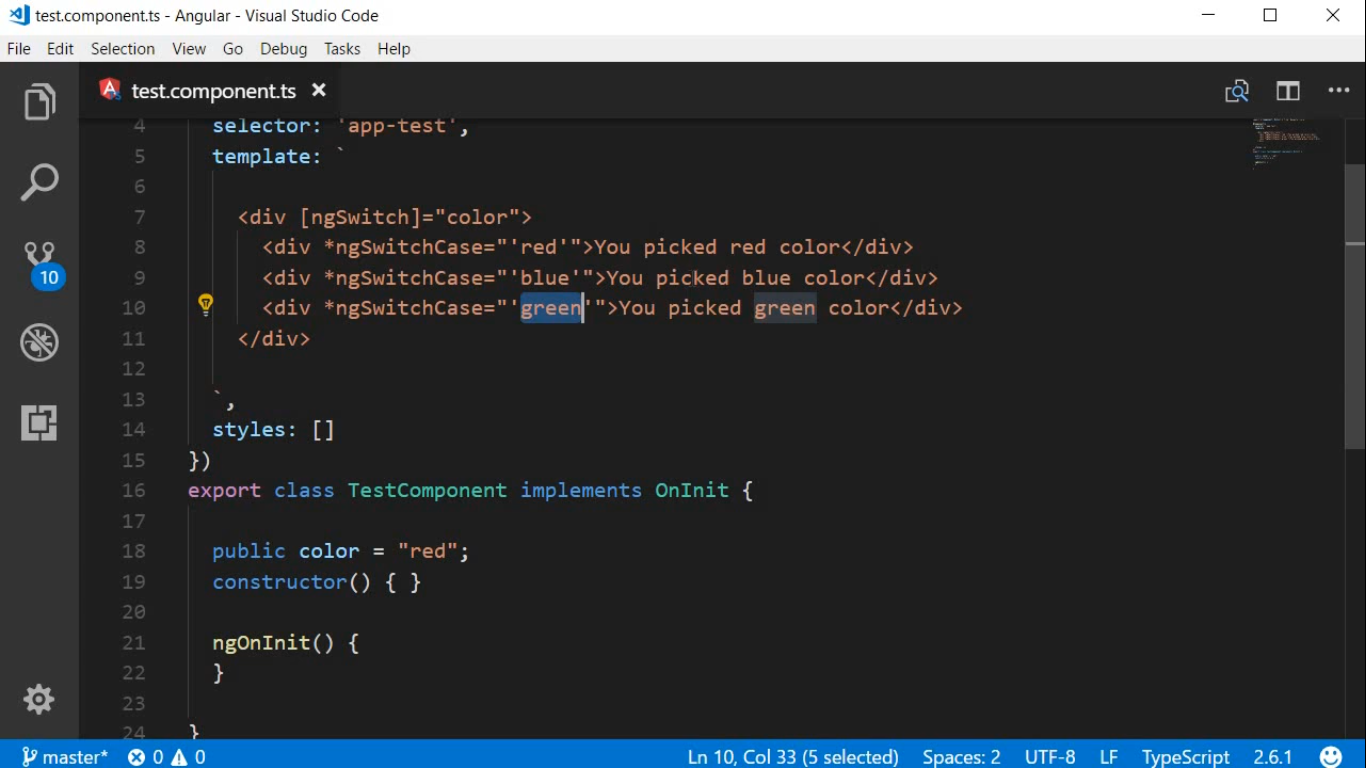 test.component.ts - Angular - Visual Studio Code
File Edit Selection View Go Debug Tasks Help
test.component.ts
4 selector: 'app-test',
5 template: `
6
7 <div [ngSwitch]="color">
8 <div *ngSwitchCase="'red'">You picked red color</div>
9 <div *ngSwitchCase="'blue'">You picked blue color</div>
10 <div *ngSwitchCase="'green'">You picked green color</div>
11 </div>
12
13 `,
14 styles: []
15 })
16 export class TestComponent implements OnInit {
17
18 public color = "red";
19 constructor() { }
20
21 ngOnInit() {
22 }
23
24 }
10
master* 0 0 Ln 10, Col 33 (5 selected) Spaces: 2 UTF-8 LF TypeScript 2.6.1